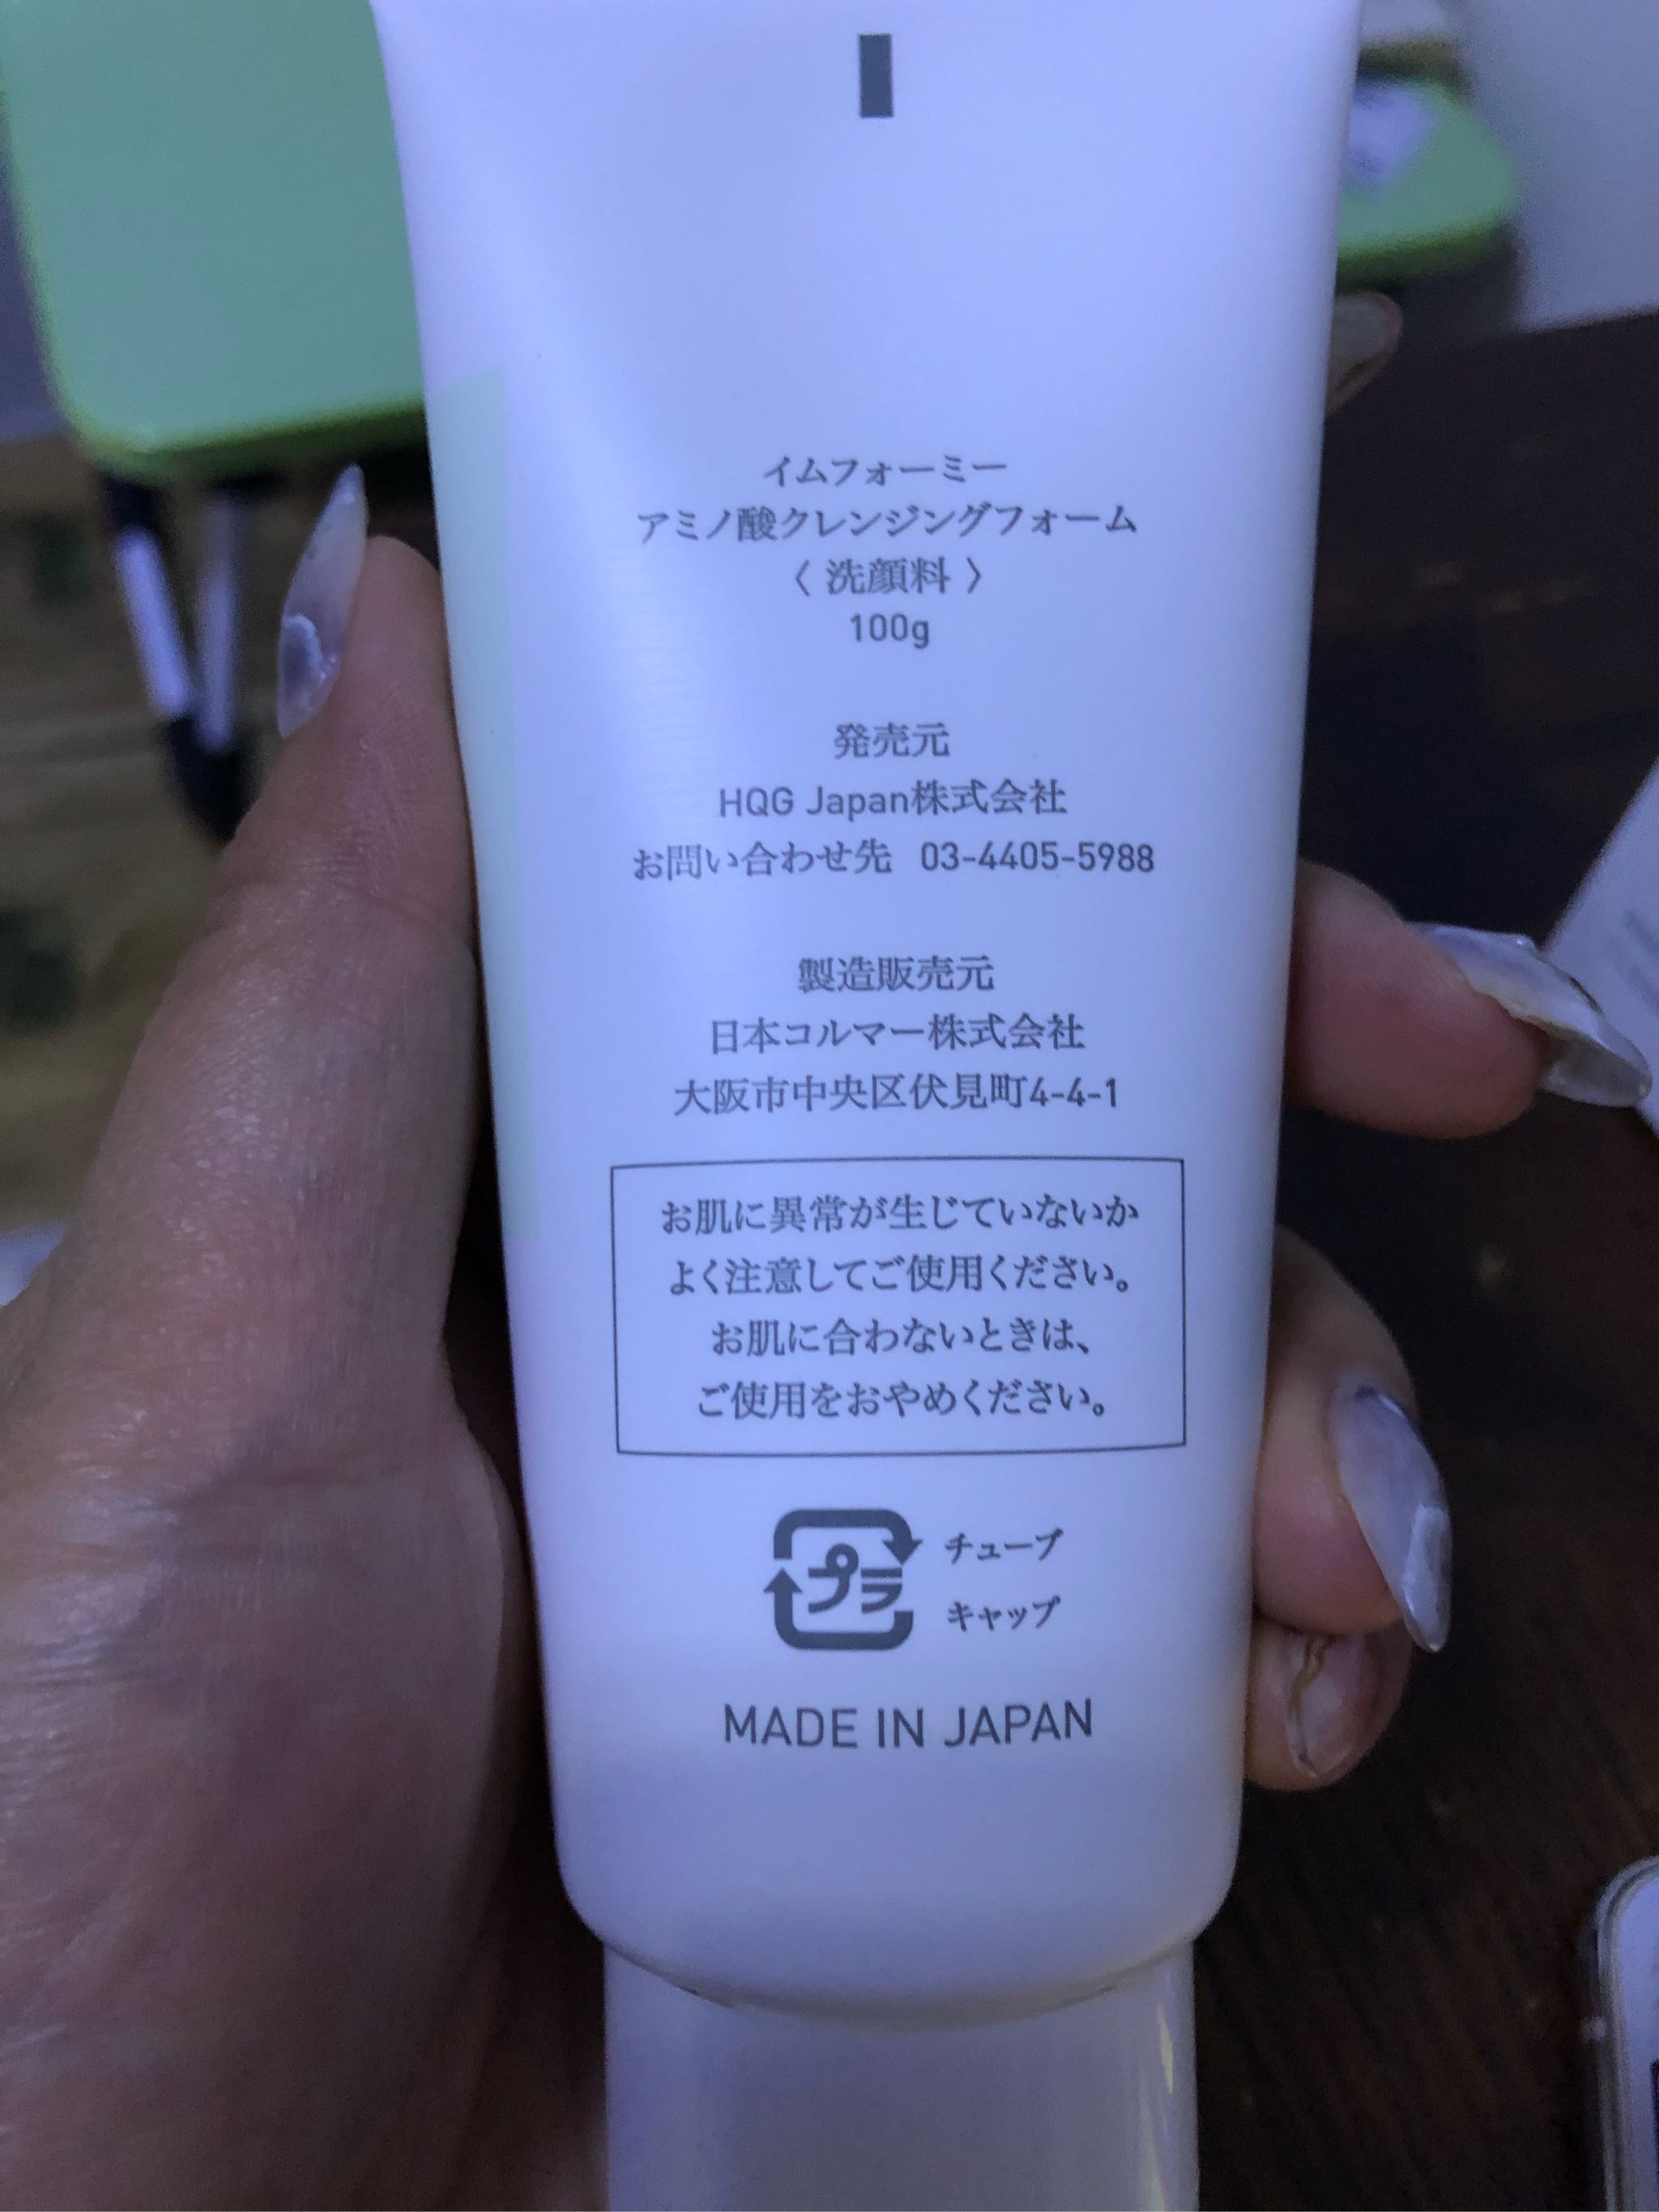 イムフォーミー
アミノ酸クレンジングフォーム
〈 洗顔料 〉
100g
発売元
HQG Japan株式会社
お問い合わせ先 03-4405-5988
製造販売元
日本コルマー株式会社
大阪市中央区伏見町4-4-1
お肌に異常が生じていないか
よく注意してご使用ください。
お肌に合わないときは、
ご使用をおやめください。
プラ
チューブ
キャップ
MADE IN JAPAN